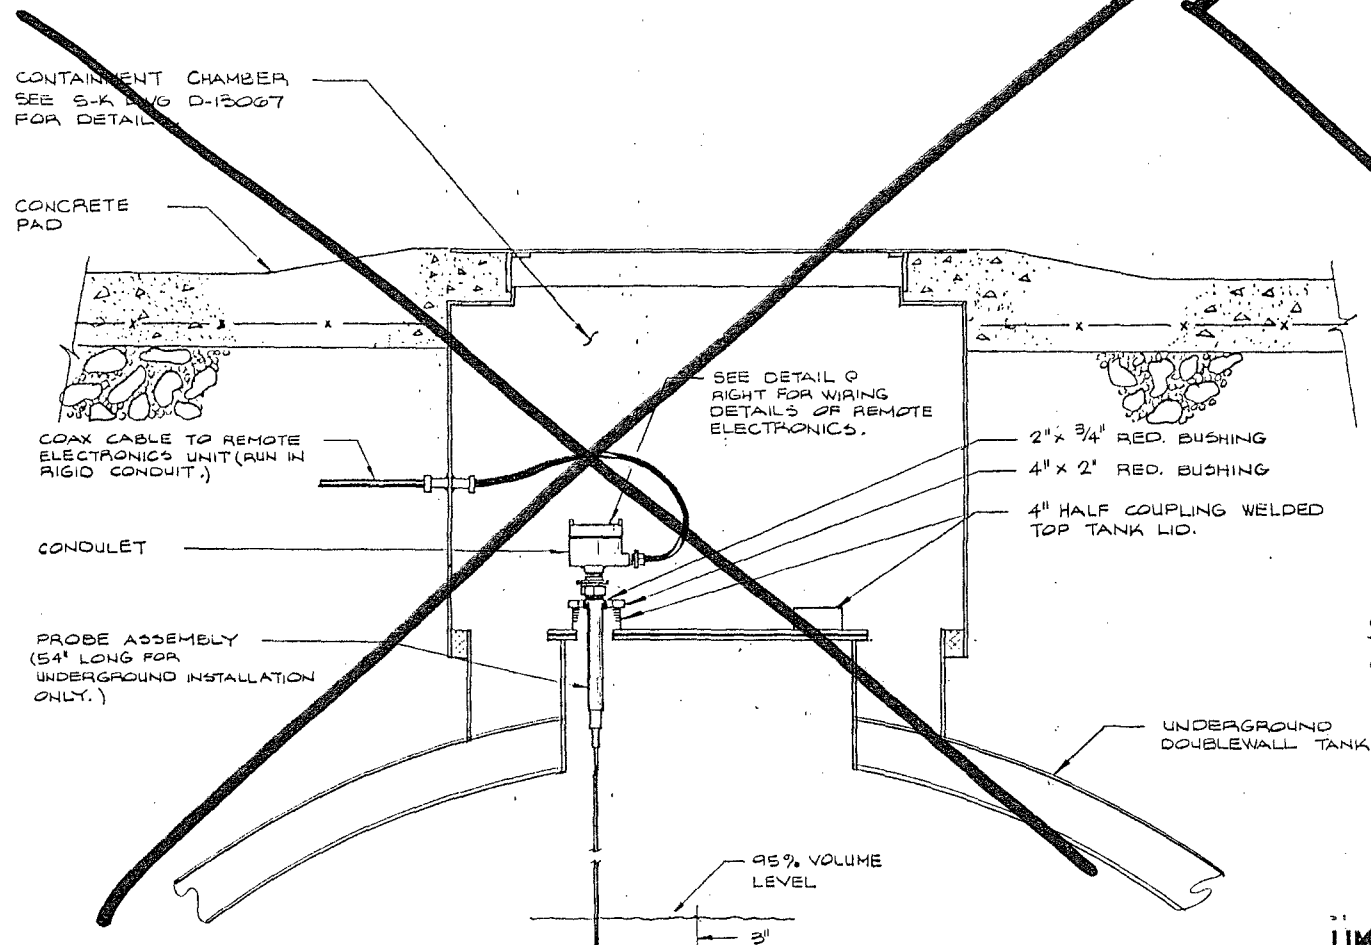 CONTAINMENT CHAMBER
SEE S-K DWG D-13067
FOR DETAIL
CONCRETE
PAD
SEE DETAIL @
RIGHT FOR WIRING
DETAILS OF REMOTE
ELECTRONICS.
COAX CABLE TO REMOTE
ELECTRONICS UNIT (RUN IN
RIGID CONDUIT.)
2" x 3/4" RED. BUSHING
4" x 2" RED. BUSHING
4" HALF COUPLING WELDED
TOP TANK LID.
CONDULET
PROBE ASSEMBLY
(54" LONG FOR
UNDERGROUND INSTALLATION
ONLY.)
UNDERGROUND
DOUBLEWALL TANK
95% VOLUME
LEVEL
3"